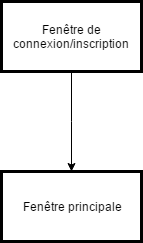 Fenêtre de
connexion/inscription
Fenêtre principale